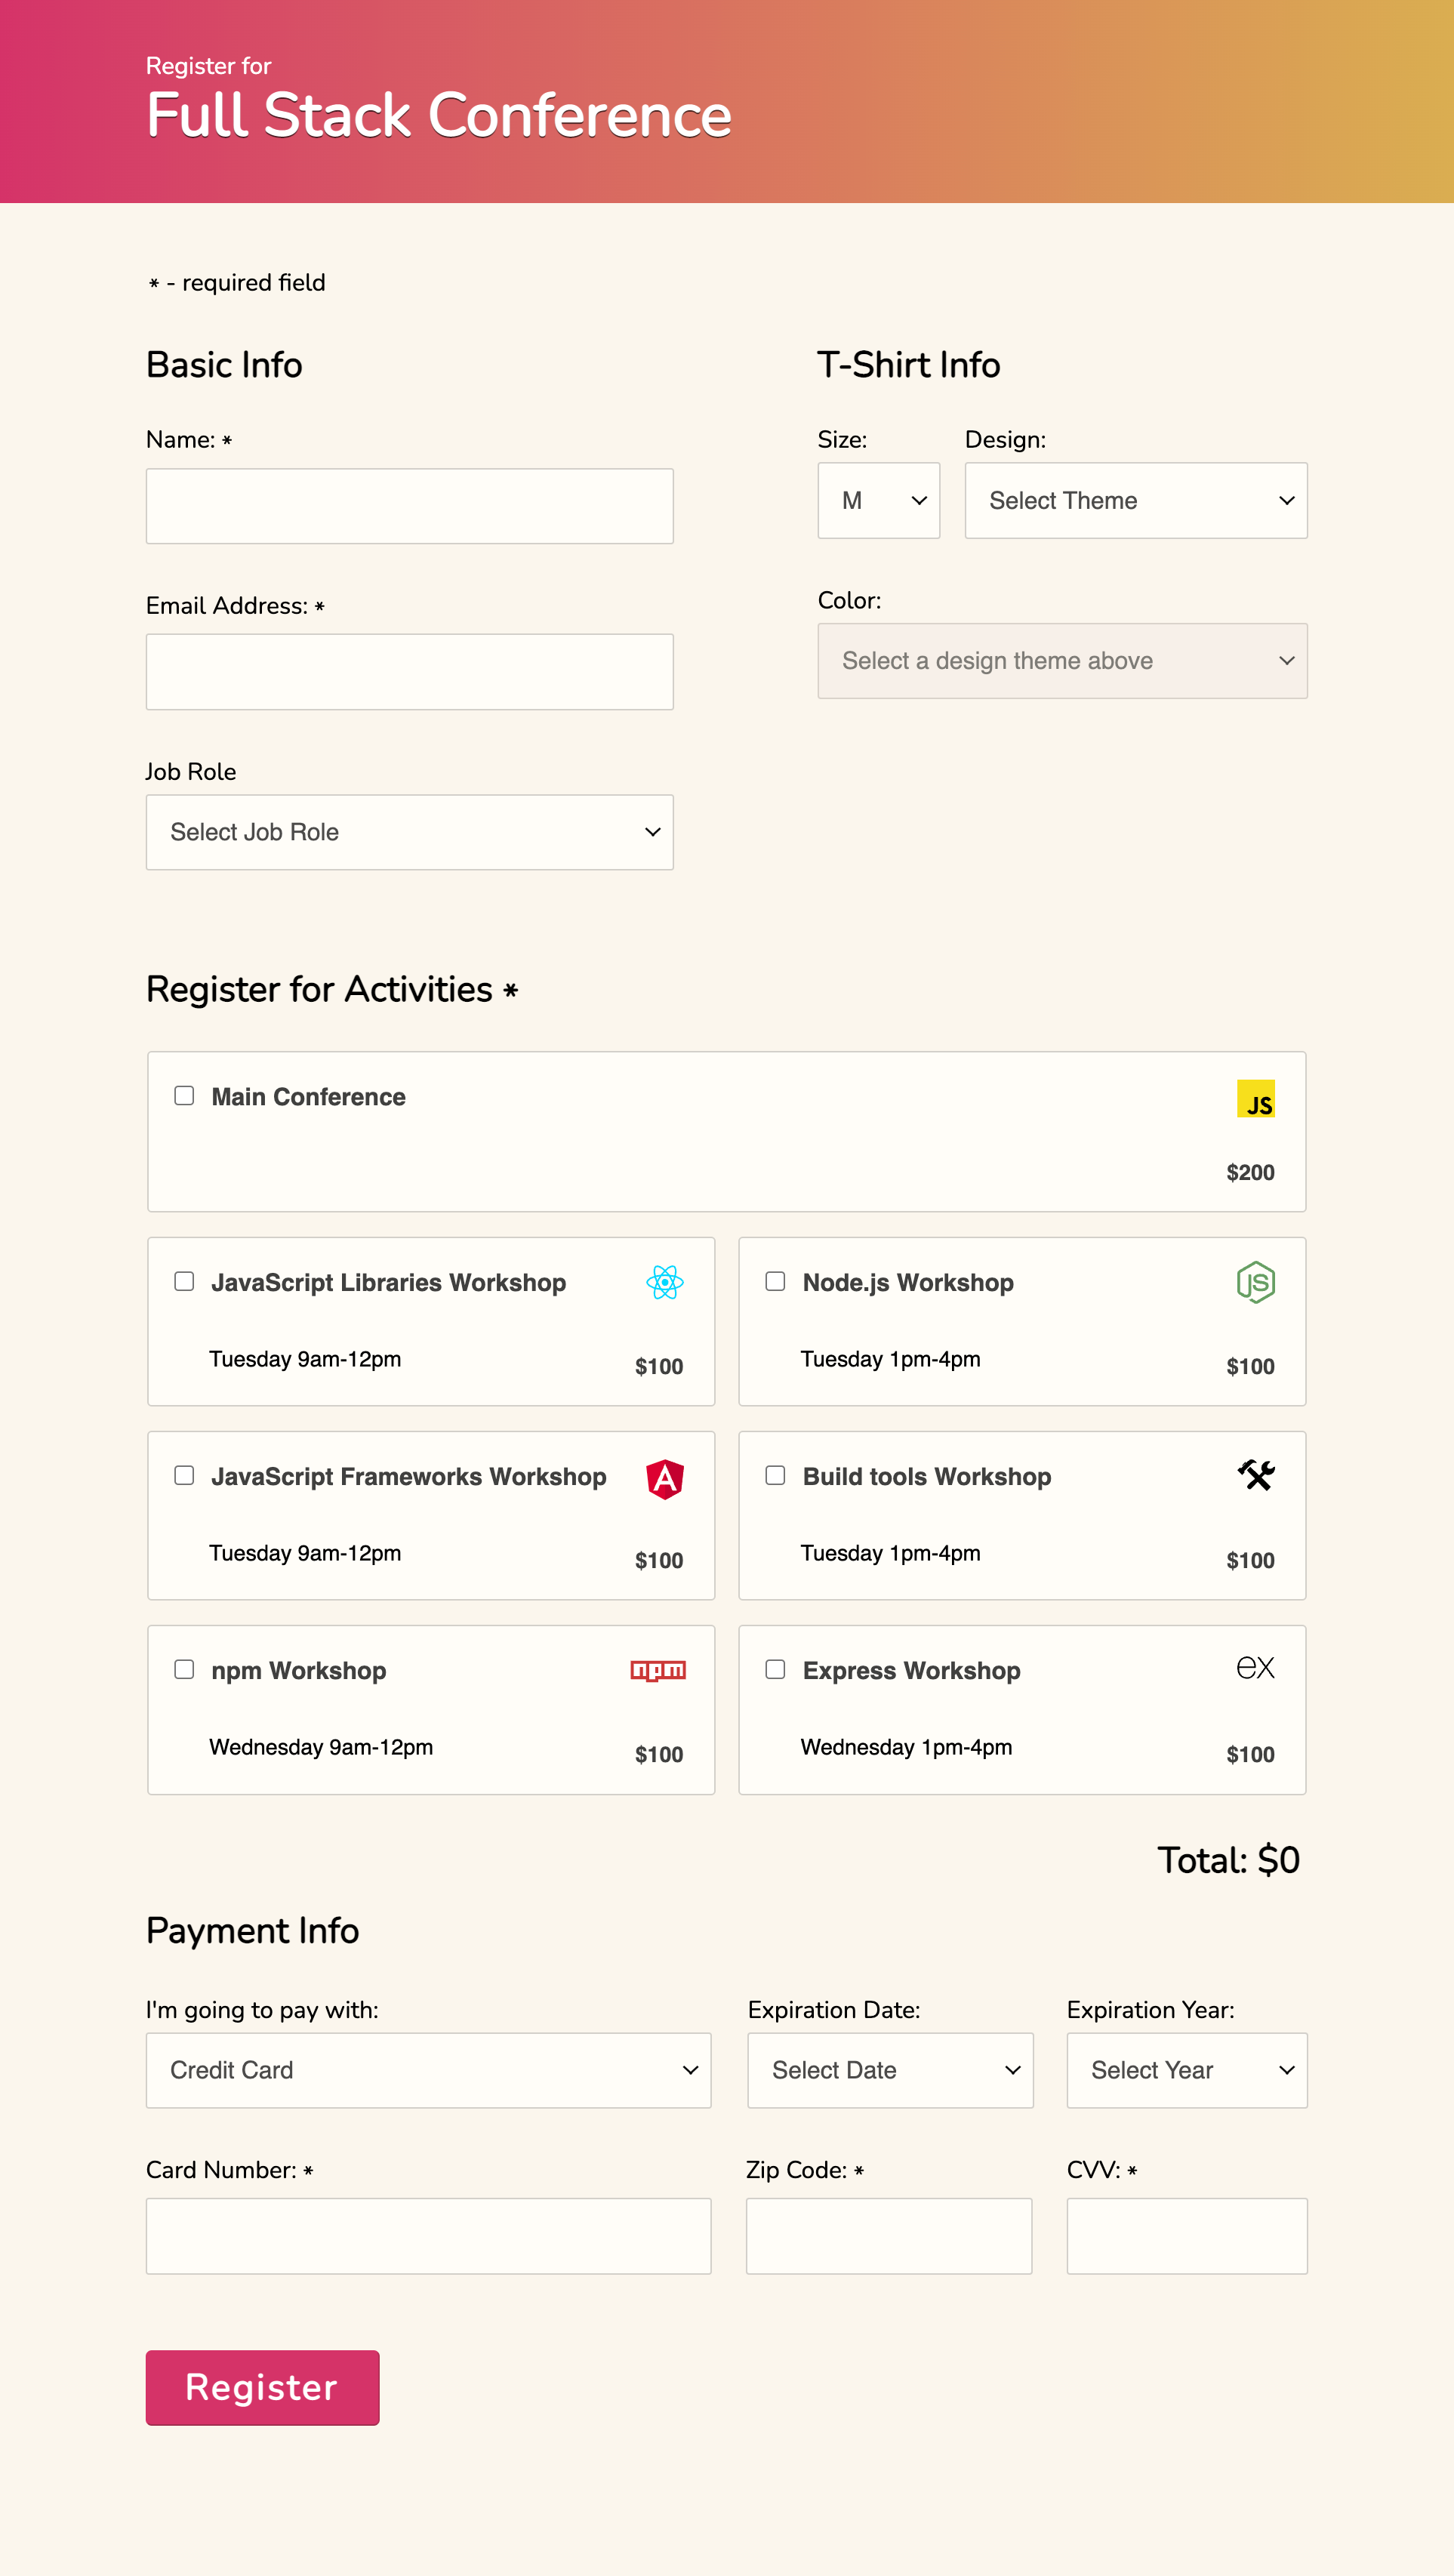 Register for
Full Stack Conference
* - required field
Basic Info
Name: *
Email Address: *
Job Role
Select Job Role
T-Shirt Info
Size:
Design:
M
Select Theme
Color:
Select a design theme above
Register for Activities *
Main Conference
JS
$200
JavaScript Libraries Workshop
Tuesday 9am-12pm
$100
Node.js Workshop
JS
Tuesday 1pm-4pm
$100
JavaScript Frameworks Workshop
A
Tuesday 9am-12pm
$100
Build tools Workshop
Tuesday 1pm-4pm
$100
npm Workshop
npm
Wednesday 9am-12pm
$100
Express Workshop
ex
Wednesday 1pm-4pm
$100
Total: $0
Payment Info
I'm going to pay with:
Credit Card
Expiration Date:
Select Date
Expiration Year:
Select Year
Card Number: *
Zip Code: *
CVV: *
Register